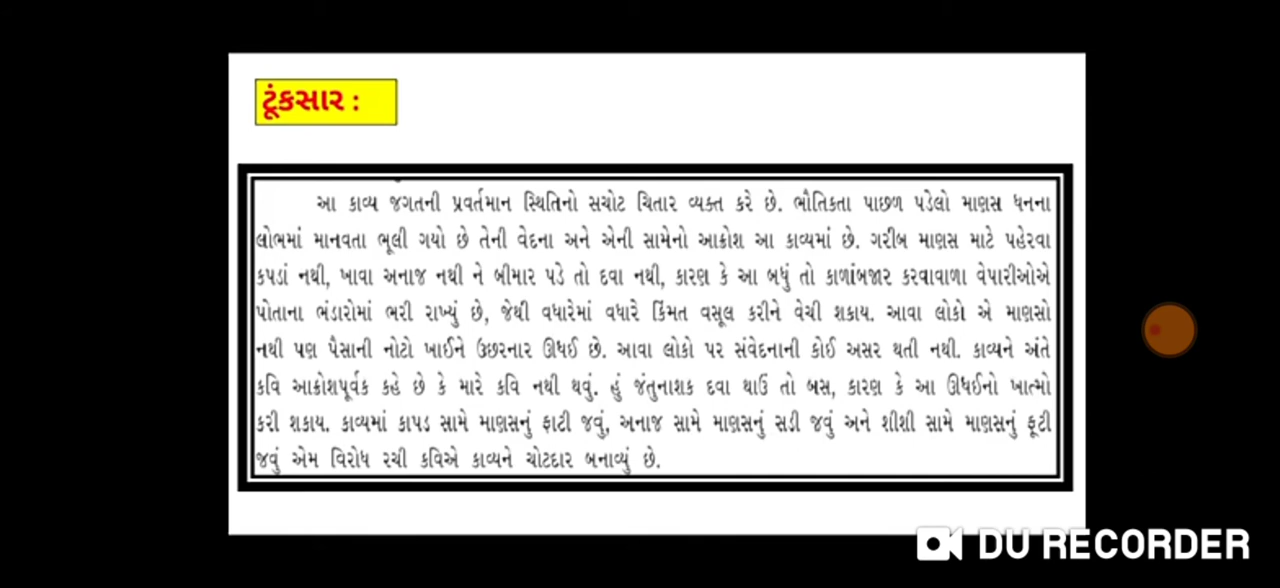 ટૂંકસાર :
આ કાવ્ય જગતની પ્રવર્તમાન સ્થિતિનો સચોટ ચિતાર વ્યક્ત કરે છે. ભૌતિકતા પાછળ પડેલો માણસ ધનના
લોભમાં માનવતા ભૂલી ગયો છે તેની વેદના અને એની સામેનો આક્રોશ આ કાવ્યમાં છે. ગરીબ માણસ માટે પહેરવા
કપડાં નથી, ખાવા અનાજ નથી ને બીમાર પડે તો દવા નથી, કારણ કે આ બધું તો કાળાંબજાર કરવાવાળા વેપારીઓએ
પોતાના ભંડારોમાં ભરી રાખ્યું છે, જેથી વધારેમાં વધારે કિંમત વસૂલ કરીને વેચી શકાય. આવા લોકો એ માણસો
નથી પણ પૈસાની નોટો ખાઈને ઉછરનાર ઊધઈ છે. આવા લોકો પર સંવેદનાની કોઈ અસર થતી નથી. કાવ્યને અંતે
કવિ આક્રોશપૂર્વક કહે છે કે મારે કવિ નથી થવું. હું જંતુનાશક દવા થાઉં તો બસ, કારણ કે આ ઊધઈનો ખાત્મો
કરી શકાય. કાવ્યમાં કાપડ સામે માણસનું ફાટી જવું, અનાજ સામે માણસનું સડી જવું અને શીશી સામે માણસનું ફૂટી
જવું એમ વિરોધ રચી કવિએ કાવ્યને ચોટદાર બનાવ્યું છે.
DU RECORDER